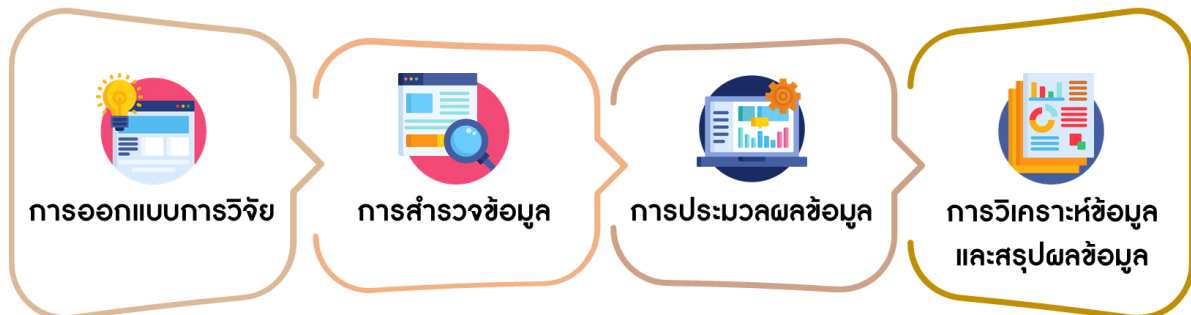 การออกแบบการวิจัย
การสำรวจข้อมูล
การประมวลผลข้อมูล
การวิเคราะห์ข้อมูล
และสรุปผลข้อมูล